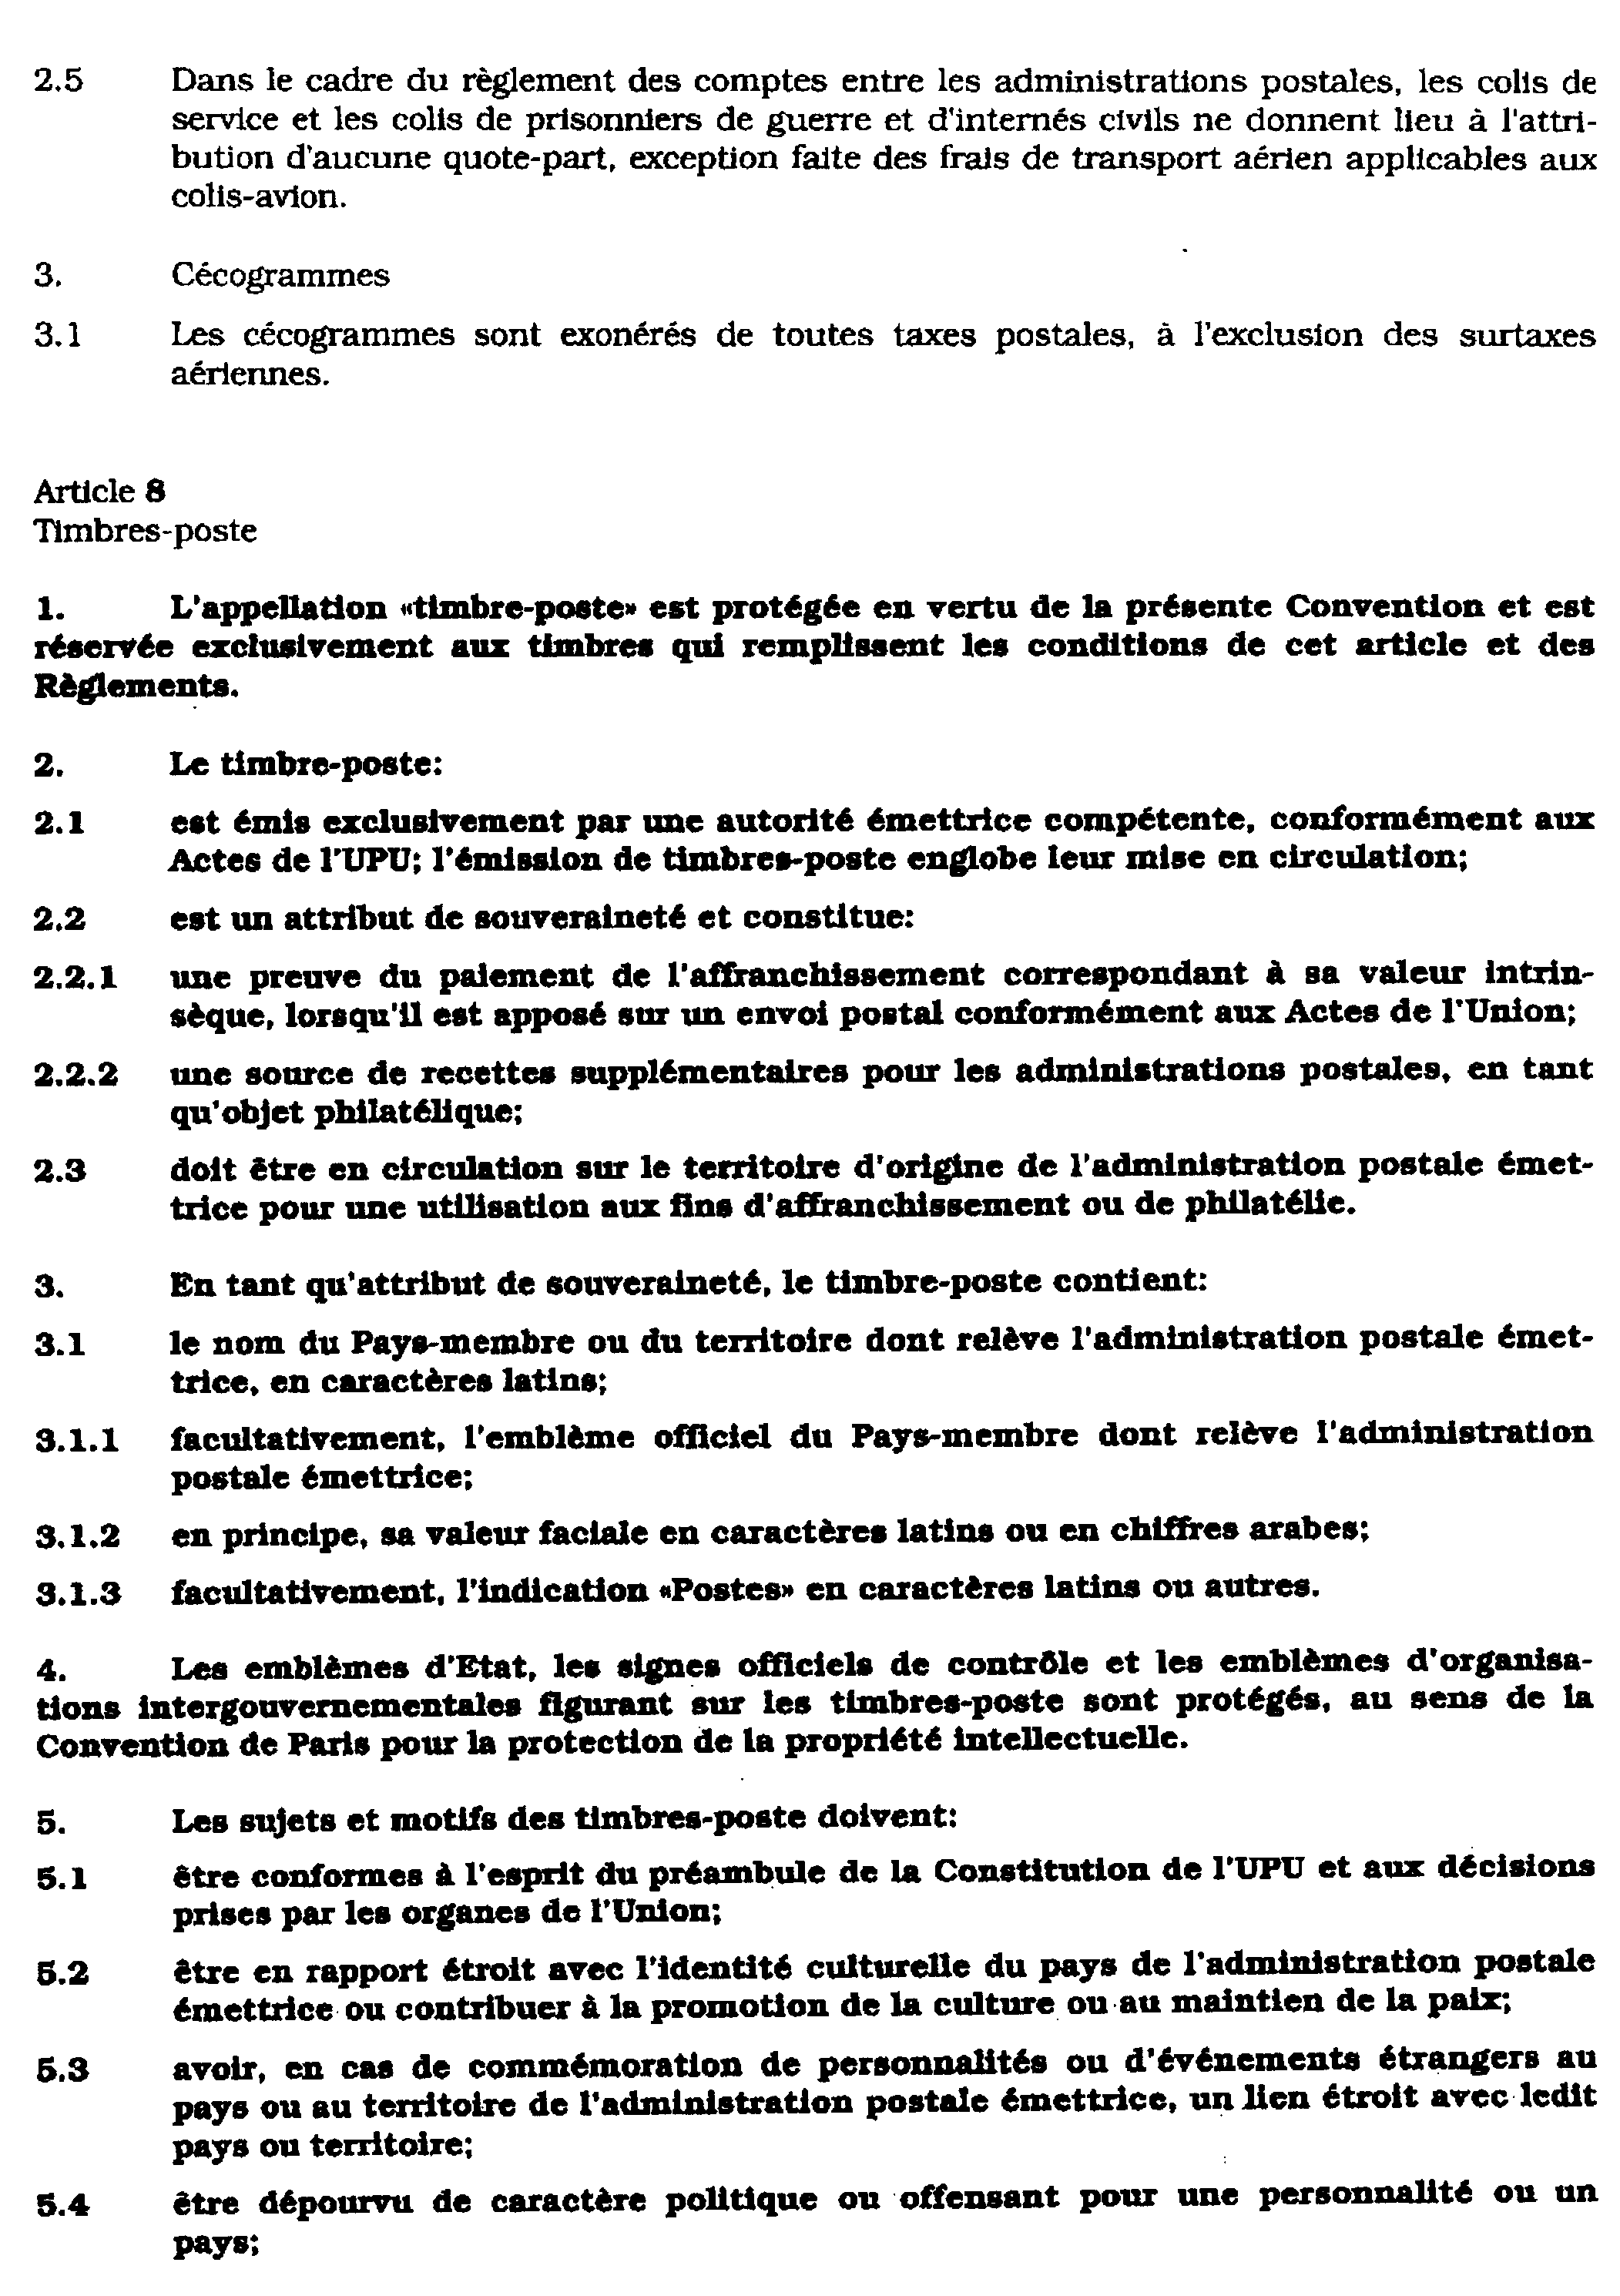 2.5 Dans le cadre du règlement des comptes entre les administrations postales, les colis de
service et les colis de prisonniers de guerre et d'internés civils ne donnent lieu à l'attri-
bution d'aucune quote-part, exception faite des frais de transport aérien applicables aux
colis-avion.
3. Cécogrammes
3.1 Les cécogrammes sont exonérés de toutes taxes postales, à l'exclusion des surtaxes
aériennes.
Article 8
Timbres-poste
1. L'appellation «timbre-poste» est protégée en vertu de la présente Convention et est
réservée exclusivement aux timbres qui remplissent les conditions de cet article et des
Règlements.
2. Le timbre-poste:
2.1 est émis exclusivement par une autorité émettrice compétente, conformément aux
Actes de l'UPU; l'émission de timbres-poste englobe leur mise en circulation;
2.2 est un attribut de souveraineté et constitue:
2.2.1 une preuve du paiement de l'affranchissement correspondant à sa valeur intrin-
sèque, lorsqu'il est apposé sur un envoi postal conformément aux Actes de l'Union;
2.2.2 une source de recettes supplémentaires pour les administrations postales, en tant
qu'objet philatélique;
2.3 doit être en circulation sur le territoire d'origine de l'administration postale émet-
trice pour une utilisation aux fins d'affranchissement ou de philatélie.
3. En tant qu'attribut de souveraineté, le timbre-poste contient:
3.1 le nom du Pays-membre ou du territoire dont relève l'administration postale émet-
trice, en caractères latins;
3.1.1 facultativement, l'emblème officiel du Pays-membre dont relève l'administration
postale émettrice;
3.1.2 en principe, sa valeur faciale en caractères latins ou en chiffres arabes;
3.1.3 facultativement, l'indication «Postes» en caractères latins ou autres.
4. Les emblèmes d'Etat, les signes officiels de contrôle et les emblèmes d'organisa-
tions intergouvernementales figurant sur les timbres-poste sont protégés, au sens de la
Convention de Paris pour la protection de la propriété intellectuelle.
5. Les sujets et motifs des timbres-poste doivent:
5.1 être conformes à l'esprit du préambule de la Constitution de l'UPU et aux décisions
prises par les organes de l'Union;
5.2 être en rapport étroit avec l'identité culturelle du pays de l'administration postale
émettrice ou contribuer à la promotion de la culture ou au maintien de la paix;
5.3 avoir, en cas de commémoration de personnalités ou d'événements étrangers au
pays ou au territoire de l'administration postale émettrice, un lien étroit avec ledit
pays ou territoire;
5.4 être dépourvu de caractère politique ou offensant pour une personnalité ou un
pays;